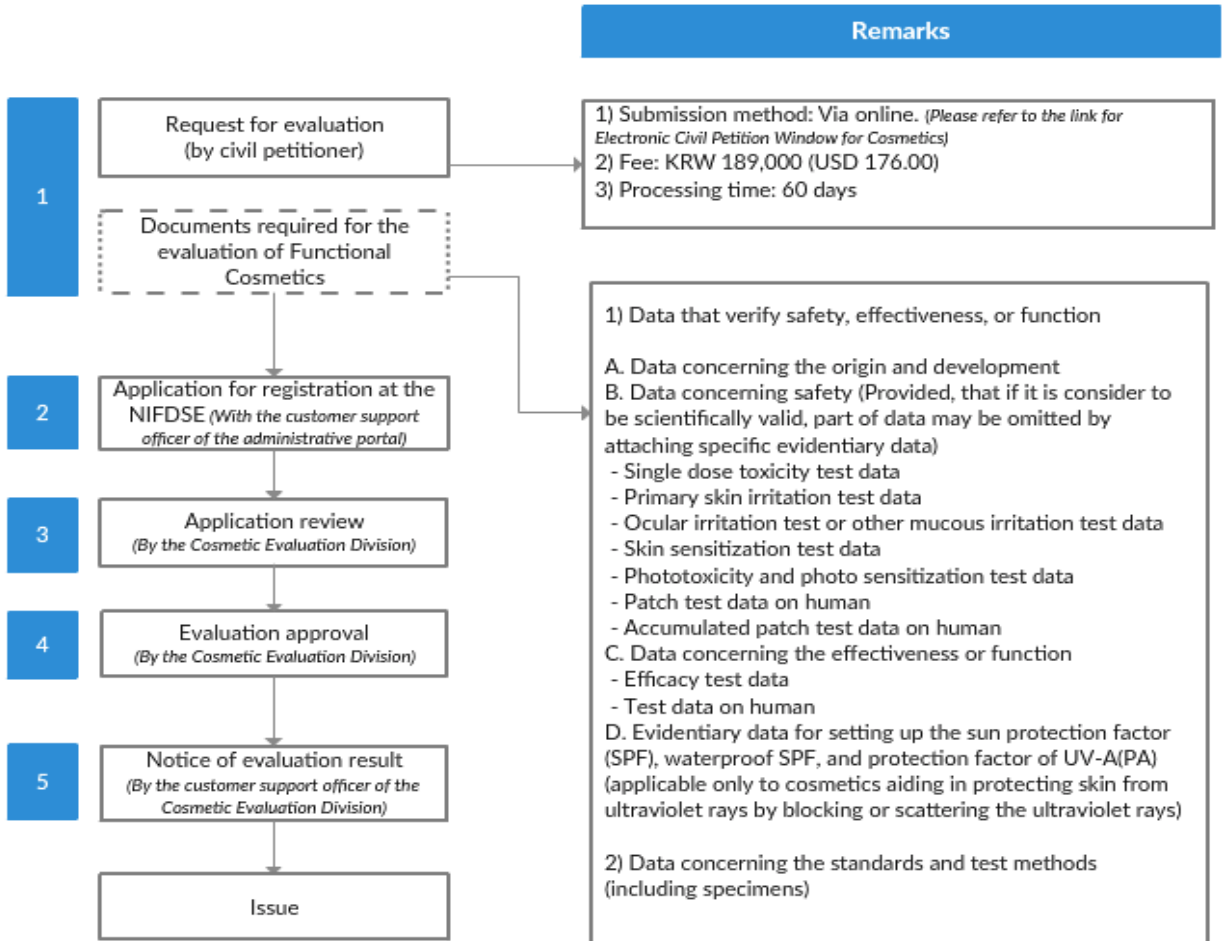 Remarks
1
Request for evaluation
(by civil petitioner)
1) Submission method: Via online. (Please refer to the link for
Electronic Civil Petition Window for Cosmetics)
2) Fee: KRW 189,000 (USD 176.00)
3) Processing time: 60 days
Documents required for the
evaluation of Functional
Cosmetics
2
Application for registration at the
NIFDSE (With the customer support
officer of the administrative portal)
3
Application review
(By the Cosmetic Evaluation Division)
4
Evaluation approval
(By the Cosmetic Evaluation Division)
5
Notice of evaluation result
(By the customer support officer of the
Cosmetic Evaluation Division)
Issue
1) Data that verify safety, effectiveness, or function
A. Data concerning the origin and development
B. Data concerning safety (Provided, that if it is consider to
be scientifically valid, part of data may be omitted by
attaching specific evidentiary data)
- Single dose toxicity test data
- Primary skin irritation test data
- Ocular irritation test or other mucous irritation test data
- Skin sensitization test data
- Phototoxicity and photo sensitization test data
- Patch test data on human
- Accumulated patch test data on human
C. Data concerning the effectiveness or function
- Efficacy test data
- Test data on human
D. Evidentiary data for setting up the sun protection factor
(SPF), waterproof SPF, and protection factor of UV-A(PA)
(applicable only to cosmetics aiding in protecting skin from
ultraviolet rays by blocking or scattering the ultraviolet rays)
2) Data concerning the standards and test methods
(including specimens)